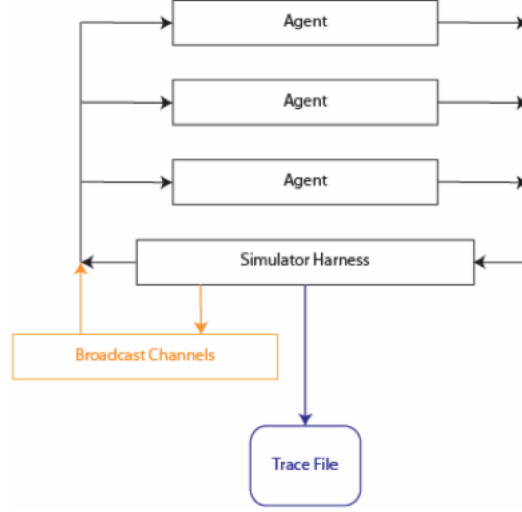 Agent
Agent
Agent
Simulator Harness
Broadcast Channels
Trace File